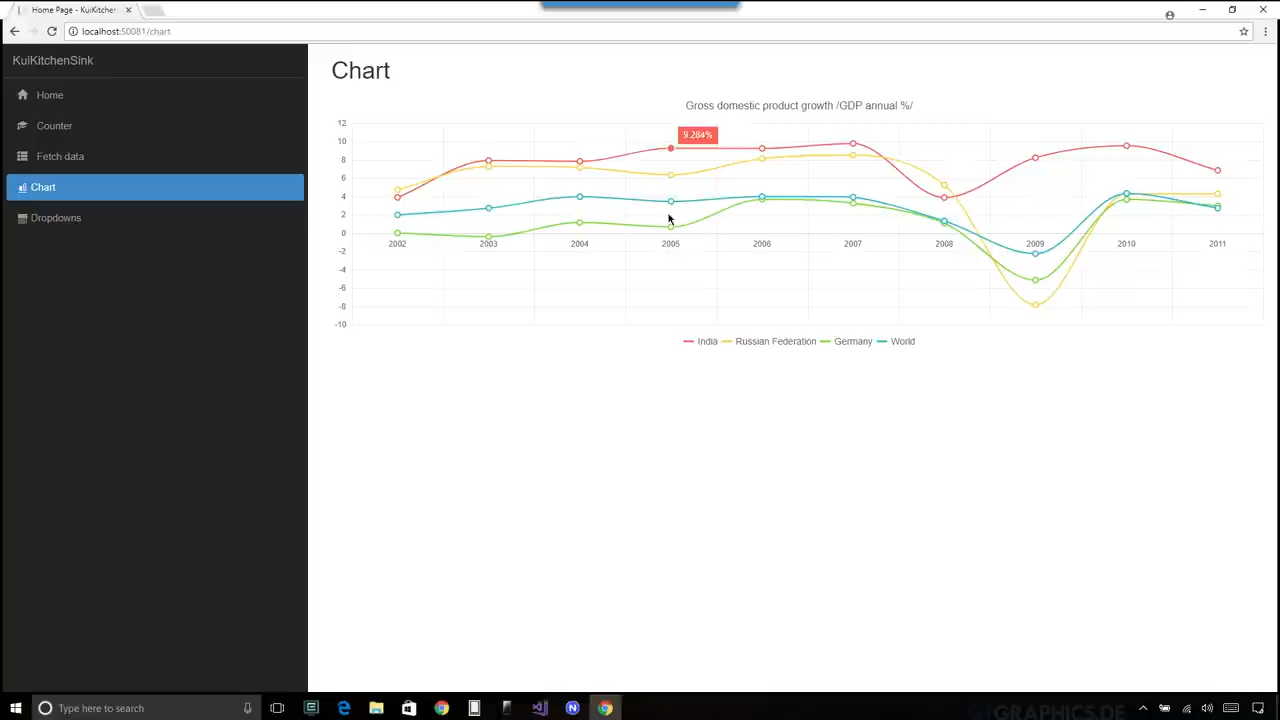 Home Page - KuiKitchen
localhost:50081/chart
KuiKitchenSink
Home
Counter
Fetch data
Chart
Dropdowns
Chart
Gross domestic product growth /GDP annual %/
12
10
8
6
4
2
0
-2
-4
-6
-8
-10
9.284%
2002 2003 2004 2005 2006 2007 2008 2009 2010 2011
India Russian Federation Germany World
Type here to search
GRAPHICS.DE